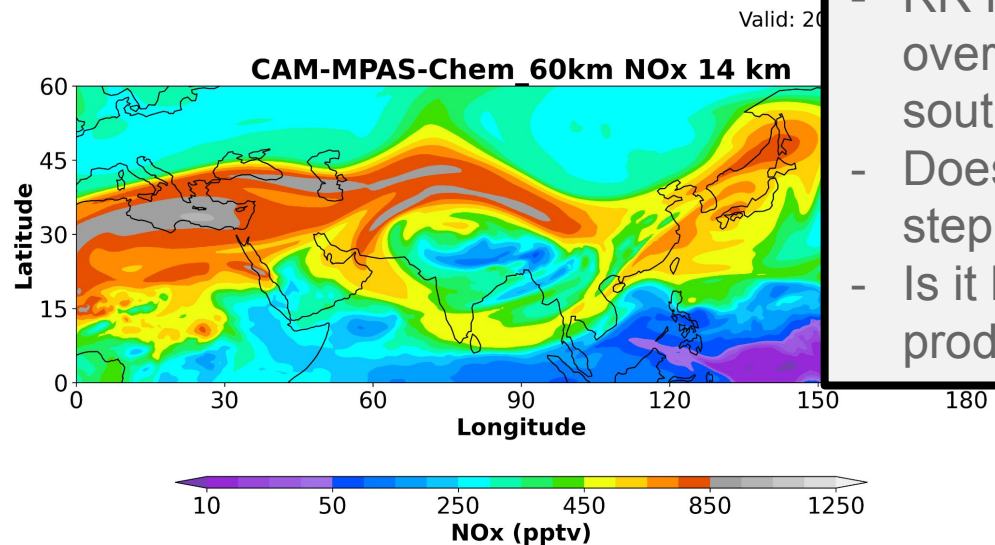 Valid: 20
CAM-MPAS-Chem_60km NOx 14 km
60
45
30
15
0
Latitude
0 30 60 90 120 150 180
Longitude
10 50 250 450 850 1250
NOx (pptv)
over
sout
- Does
step
- Is it
prod